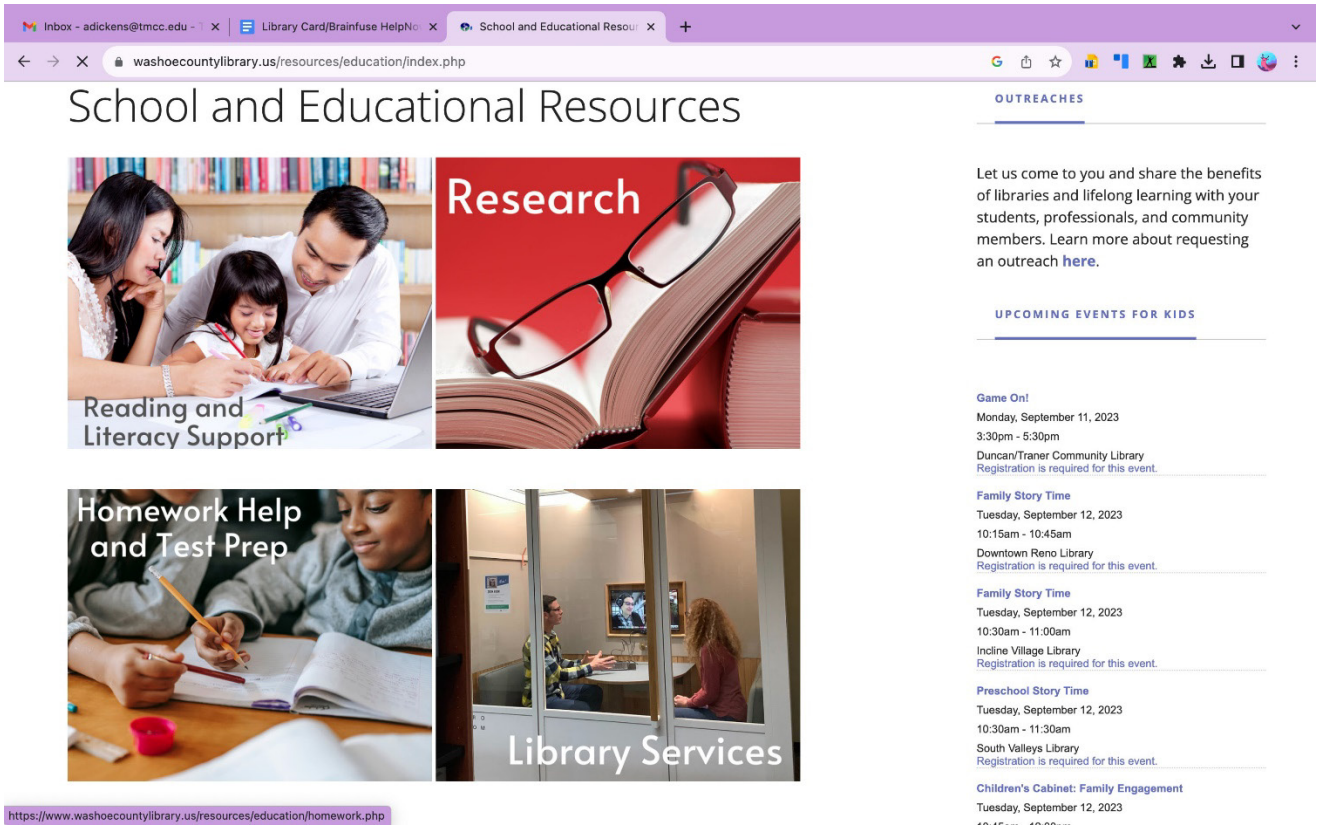 Inbox - adickens@tmcc.edu - T
Library Card/Brainfuse HelpNo
School and Educational Resour
washoecountylibrary.us/resources/education/index.php
School and Educational Resources
Reading and
Literacy Support
Research
Homework Help
and Test Prep
Library Services
OUTREACHES
Let us come to you and share the benefits
of libraries and lifelong learning with your
students, professionals, and community
members. Learn more about requesting
an outreach here.
UPCOMING EVENTS FOR KIDS
Game On!
Monday, September 11, 2023
3:30pm - 5:30pm
Duncan/Traner Community Library
Registration is required for this event.
Family Story Time
Tuesday, September 12, 2023
10:15am - 10:45am
Downtown Reno Library
Registration is required for this event.
Family Story Time
Tuesday, September 12, 2023
10:30am - 11:00am
Incline Village Library
Registration is required for this event.
Preschool Story Time
Tuesday, September 12, 2023
10:30am - 11:30am
South Valleys Library
Registration is required for this event.
Children's Cabinet: Family Engagement
Tuesday, September 12, 2023
https://www.washoecountylibrary.us/resources/education/homework.php